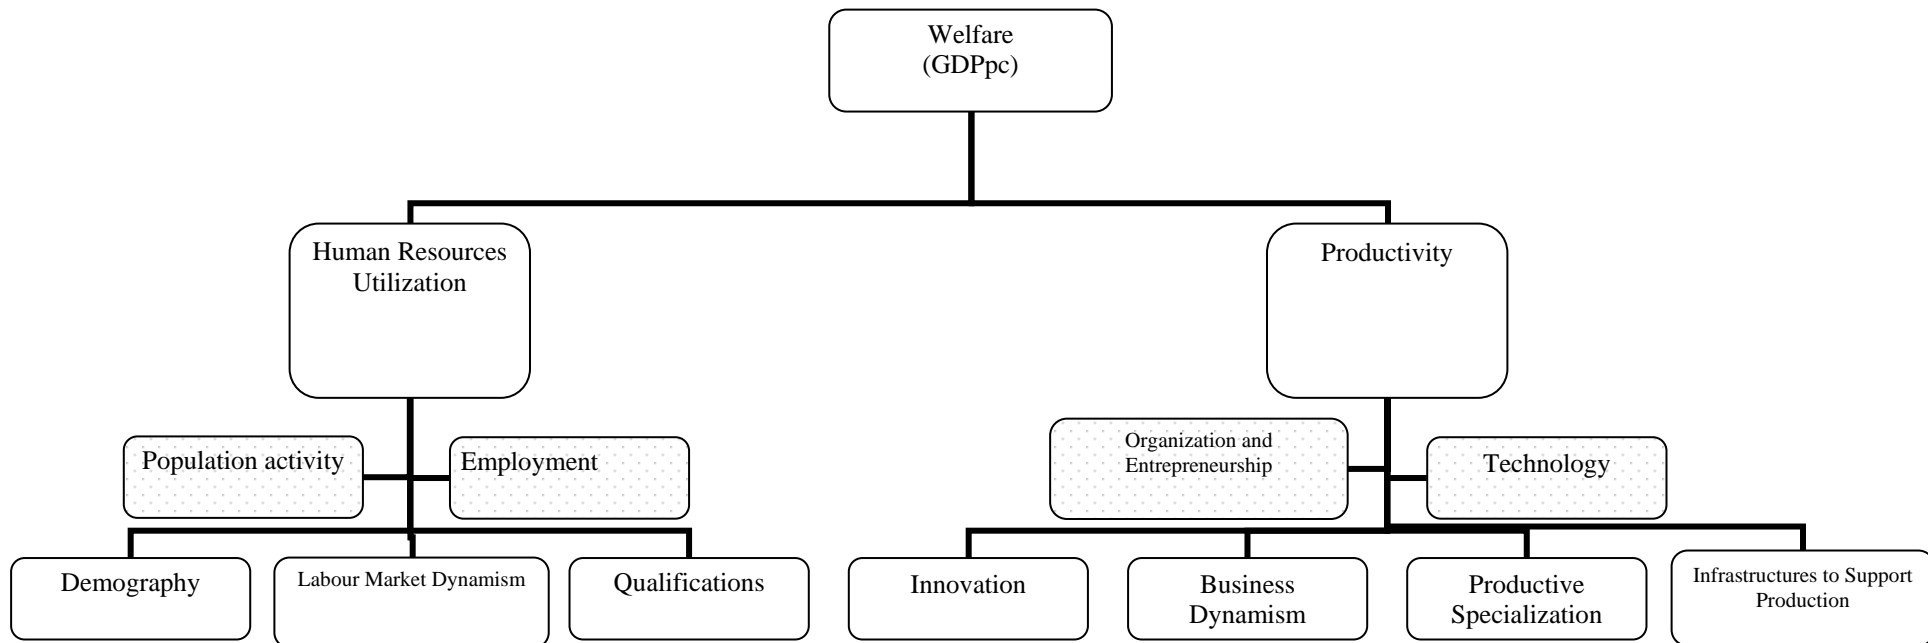 Welfare
(GDPpc)
Human Resources
Utilization
Productivity
Population activity
Employment
Organization and
Entrepreneurship
Technology
Demography
Labour Market Dynamism
Qualifications
Innovation
Business
Dynamism
Productive
Specialization
Infrastructures to Support
Production